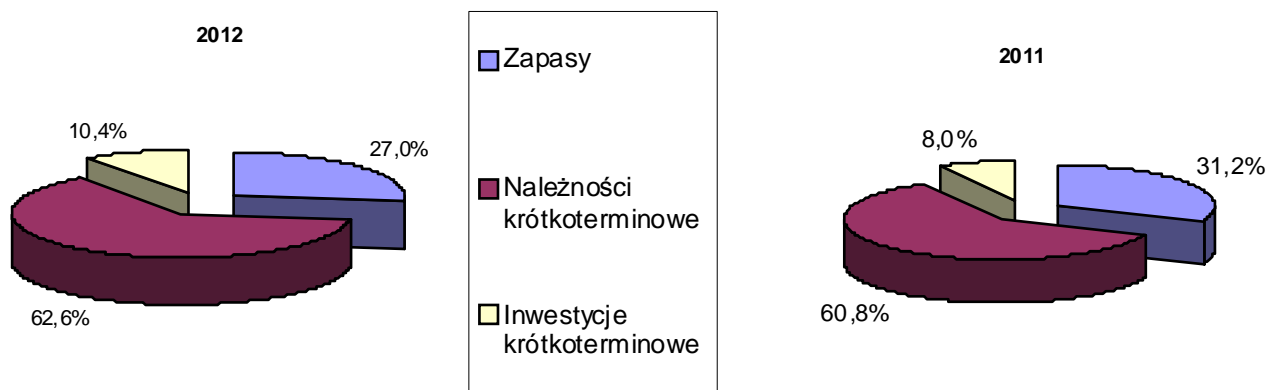 2012
10,4%
27,0%
62,6%
Zapasy
Należności
krótkoterminowe
Inwestycje
krótkoterminowe
2011
8,0%
31,2%
60,8%